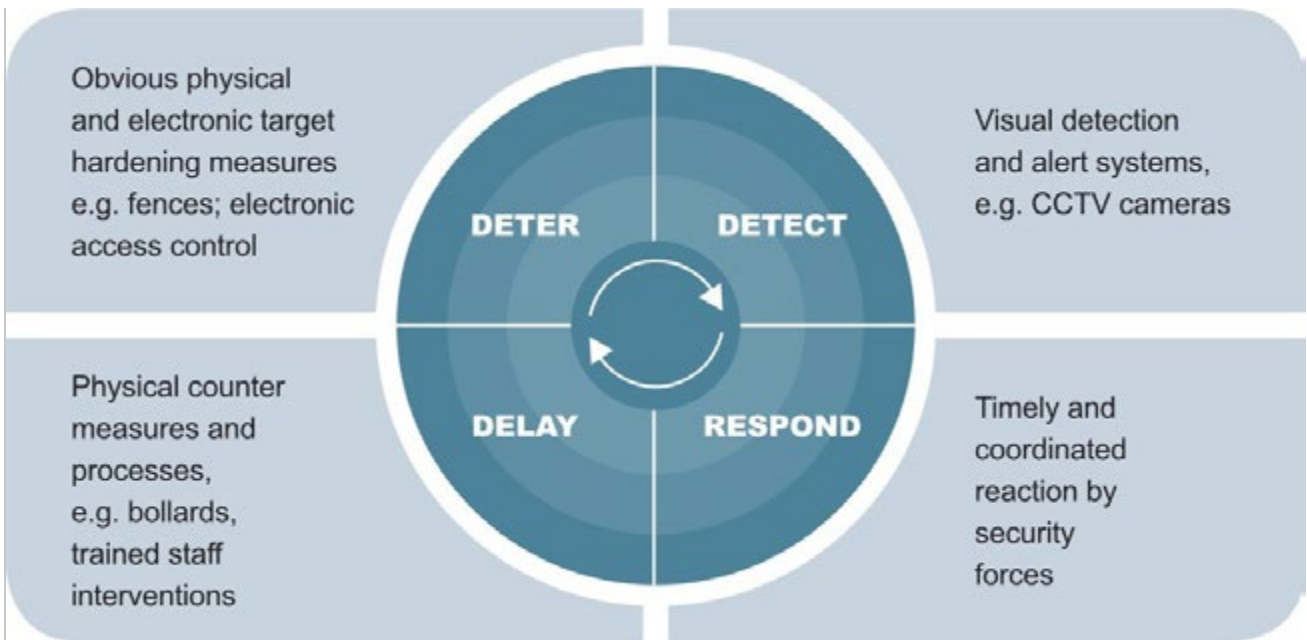 Obvious physical
and electronic target
hardening measures
e.g. fences; electronic
access control
Visual detection
and alert systems,
e.g. CCTV cameras
DETER
DETECT
DELAY
RESPOND
Physical counter
measures and
processes,
e.g. bollards,
trained staff
interventions
Timely and
coordinated
reaction by
security
forces